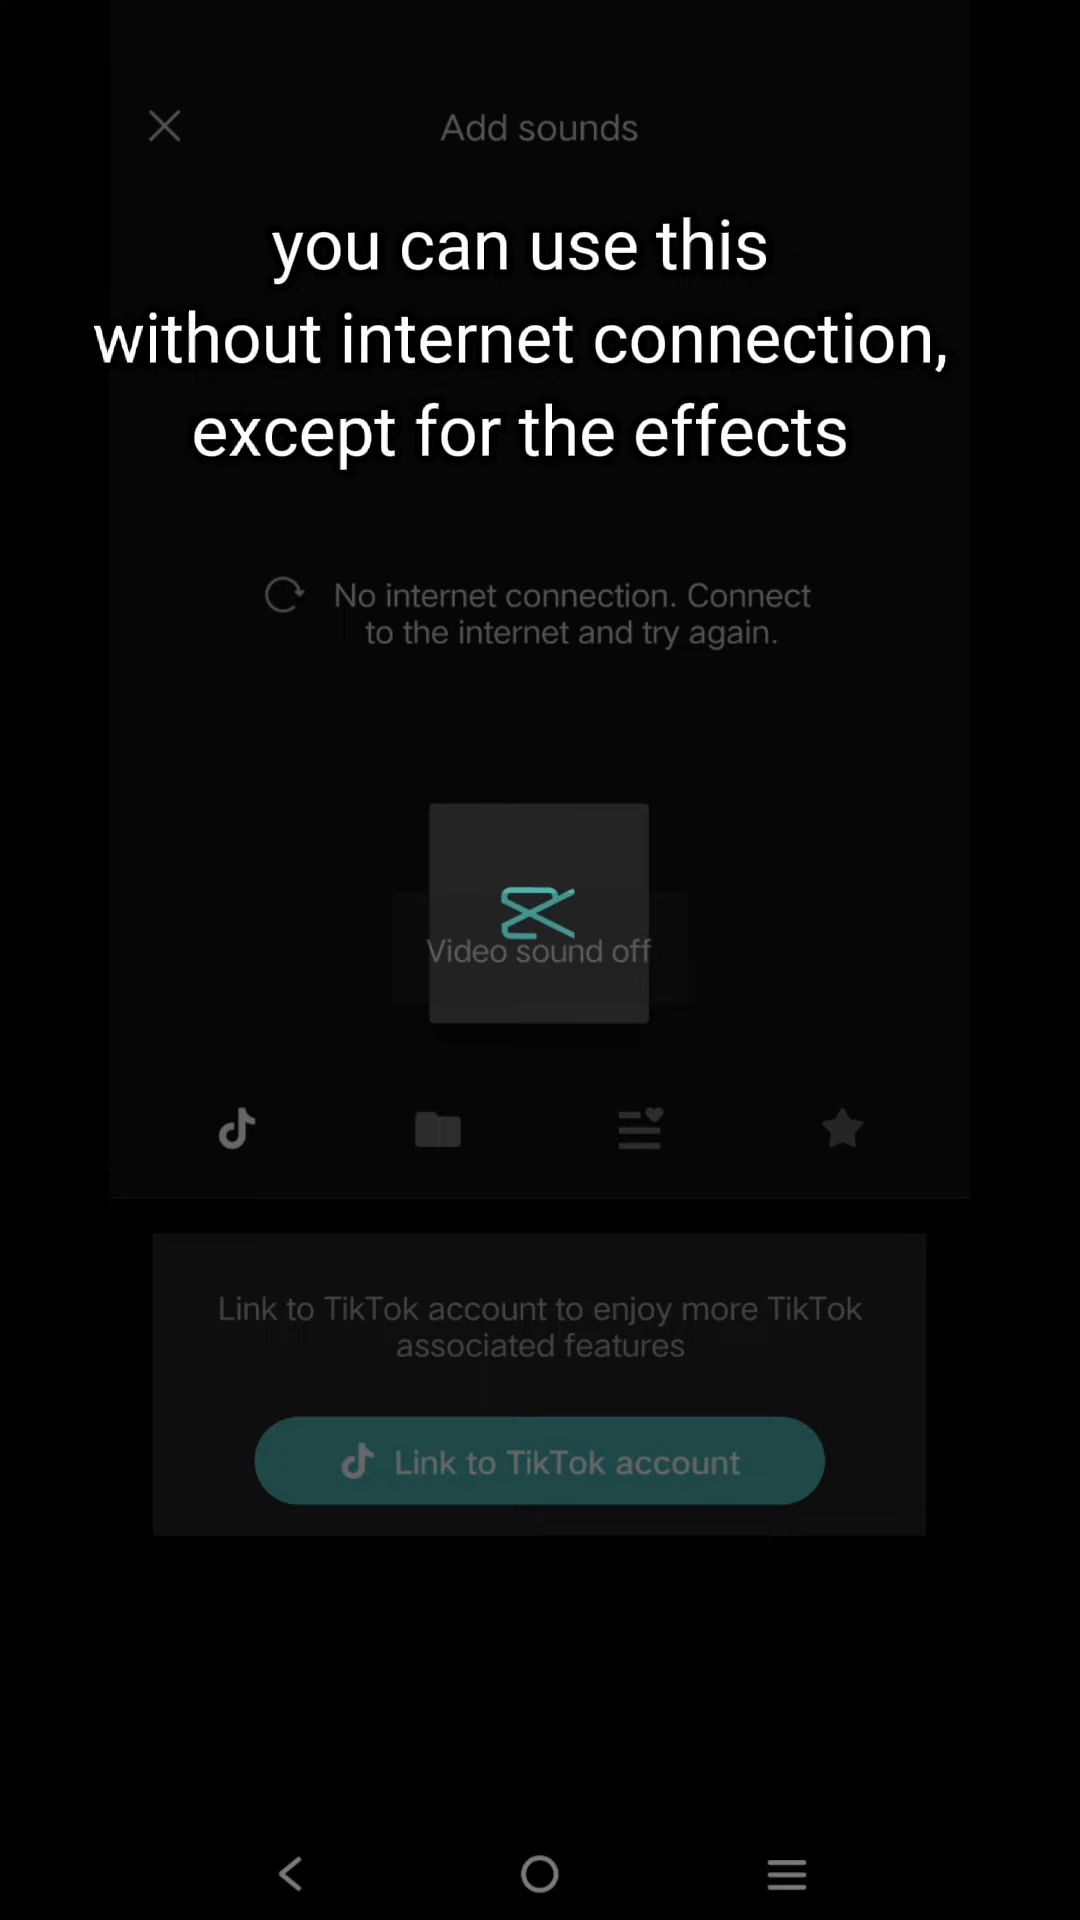 Add sounds
you can use this
without internet connection,
except for the effects
No internet connection. Connect
to the internet and try again.
Video sound off
Link to TikTok account to enjoy more TikTok
associated features
Link to TikTok account